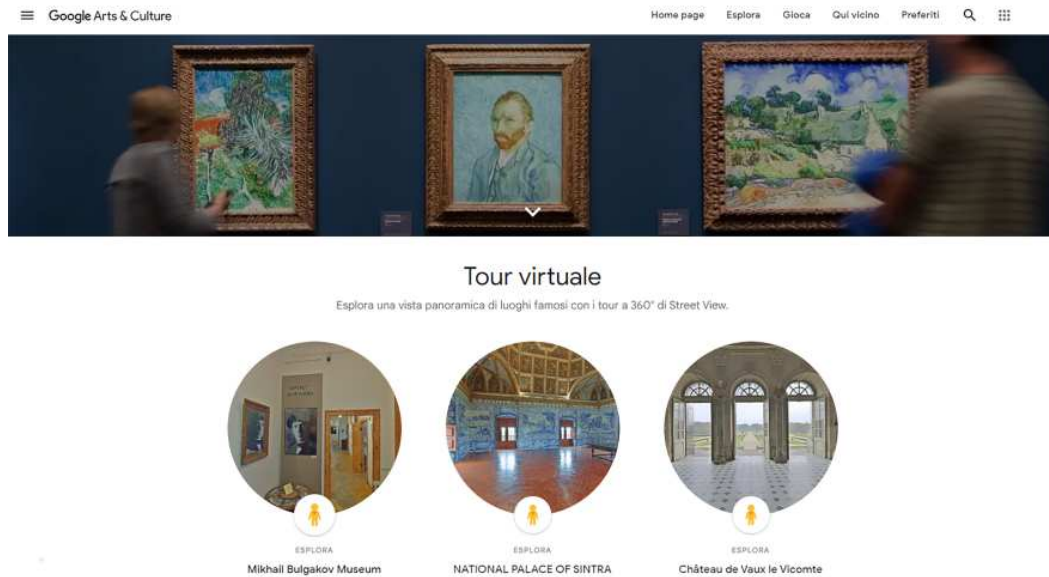 Google Arts & Culture
Home page Esplora Gioca Qui vicino Preferiti
Tour virtuale
Esplora una vista panoramica di luoghi famosi con i tour a 360° di Street View.
ESPLORA ESPLORA ESPLORA
Mikhail Bulgakov Museum NATIONAL PALACE OF SINTRA Château de Vaux le Vicomte